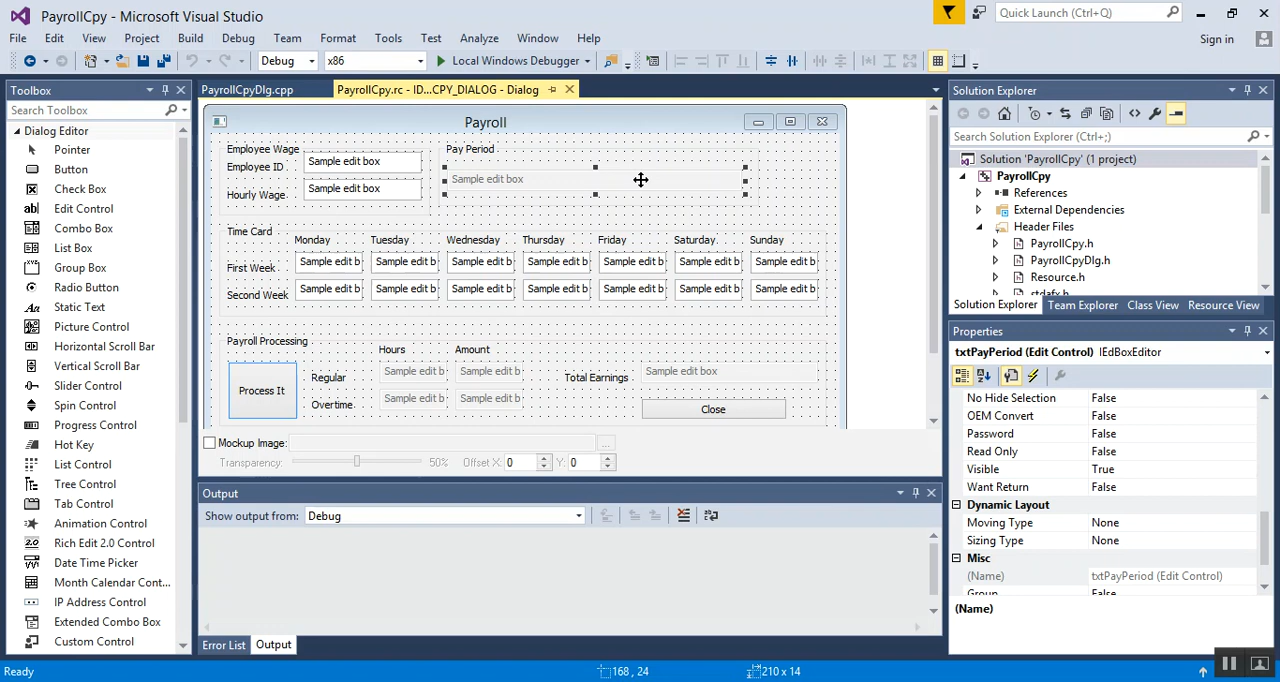 PayrollCpy - Microsoft Visual Studio
Quick Launch (Ctrl+Q)
File Edit View Project Build Debug Team Format Tools Test Analyze Window Help
Sign in
Debug x86 Local Windows Debugger
Toolbox
Search Toolbox
Dialog Editor
Pointer
Button
Check Box
Edit Control
Combo Box
List Box
Group Box
Radio Button
Static Text
Picture Control
Horizontal Scroll Bar
Vertical Scroll Bar
Slider Control
Spin Control
Progress Control
Hot Key
List Control
Tree Control
Tab Control
Animation Control
Rich Edit 2.0 Control
Date Time Picker
Month Calendar Cont...
IP Address Control
Extended Combo Box
Custom Control
PayrollCpyDlg.cpp PayrollCpy.rc - ID...CPY_DIALOG - Dialog
Payroll
Employee Wage Pay Period
Employee ID Sample edit box
Sample edit box
Hourly Wage Sample edit box
Time Card
Monday Tuesday Wednesday Thursday Friday Saturday Sunday
First Week Sample edit b Sample edit b Sample edit b Sample edit b Sample edit b Sample edit b Sample edit b
Second Week Sample edit b Sample edit b Sample edit b Sample edit b Sample edit b Sample edit b Sample edit b
Payroll Processing
Hours Amount
Process It
Regular Sample edit b Sample edit b Total Earnings Sample edit box
Overtime Sample edit b Sample edit b
Close
Mockup Image: ...
Transparency: 50% Offset X: 0 Y: 0
Output
Show output from: Debug
Error List Output
Solution Explorer
Search Solution Explorer (Ctrl+;)
Solution 'PayrollCpy' (1 project)
PayrollCpy
References
External Dependencies
Header Files
PayrollCpy.h
PayrollCpyDlg.h
Resource.h
stdafx.h
Solution Explorer Team Explorer Class View Resource View
Properties
txtPayPeriod (Edit Control) IEdBoxEditor
No Hide Selection False
OEM Convert False
Password False
Read Only False
Visible True
Want Return False
Dynamic Layout
Moving Type None
Sizing Type None
Misc
(Name) txtPayPeriod (Edit Control)
Group False
(Name)
Ready 168 , 24 210 x 14